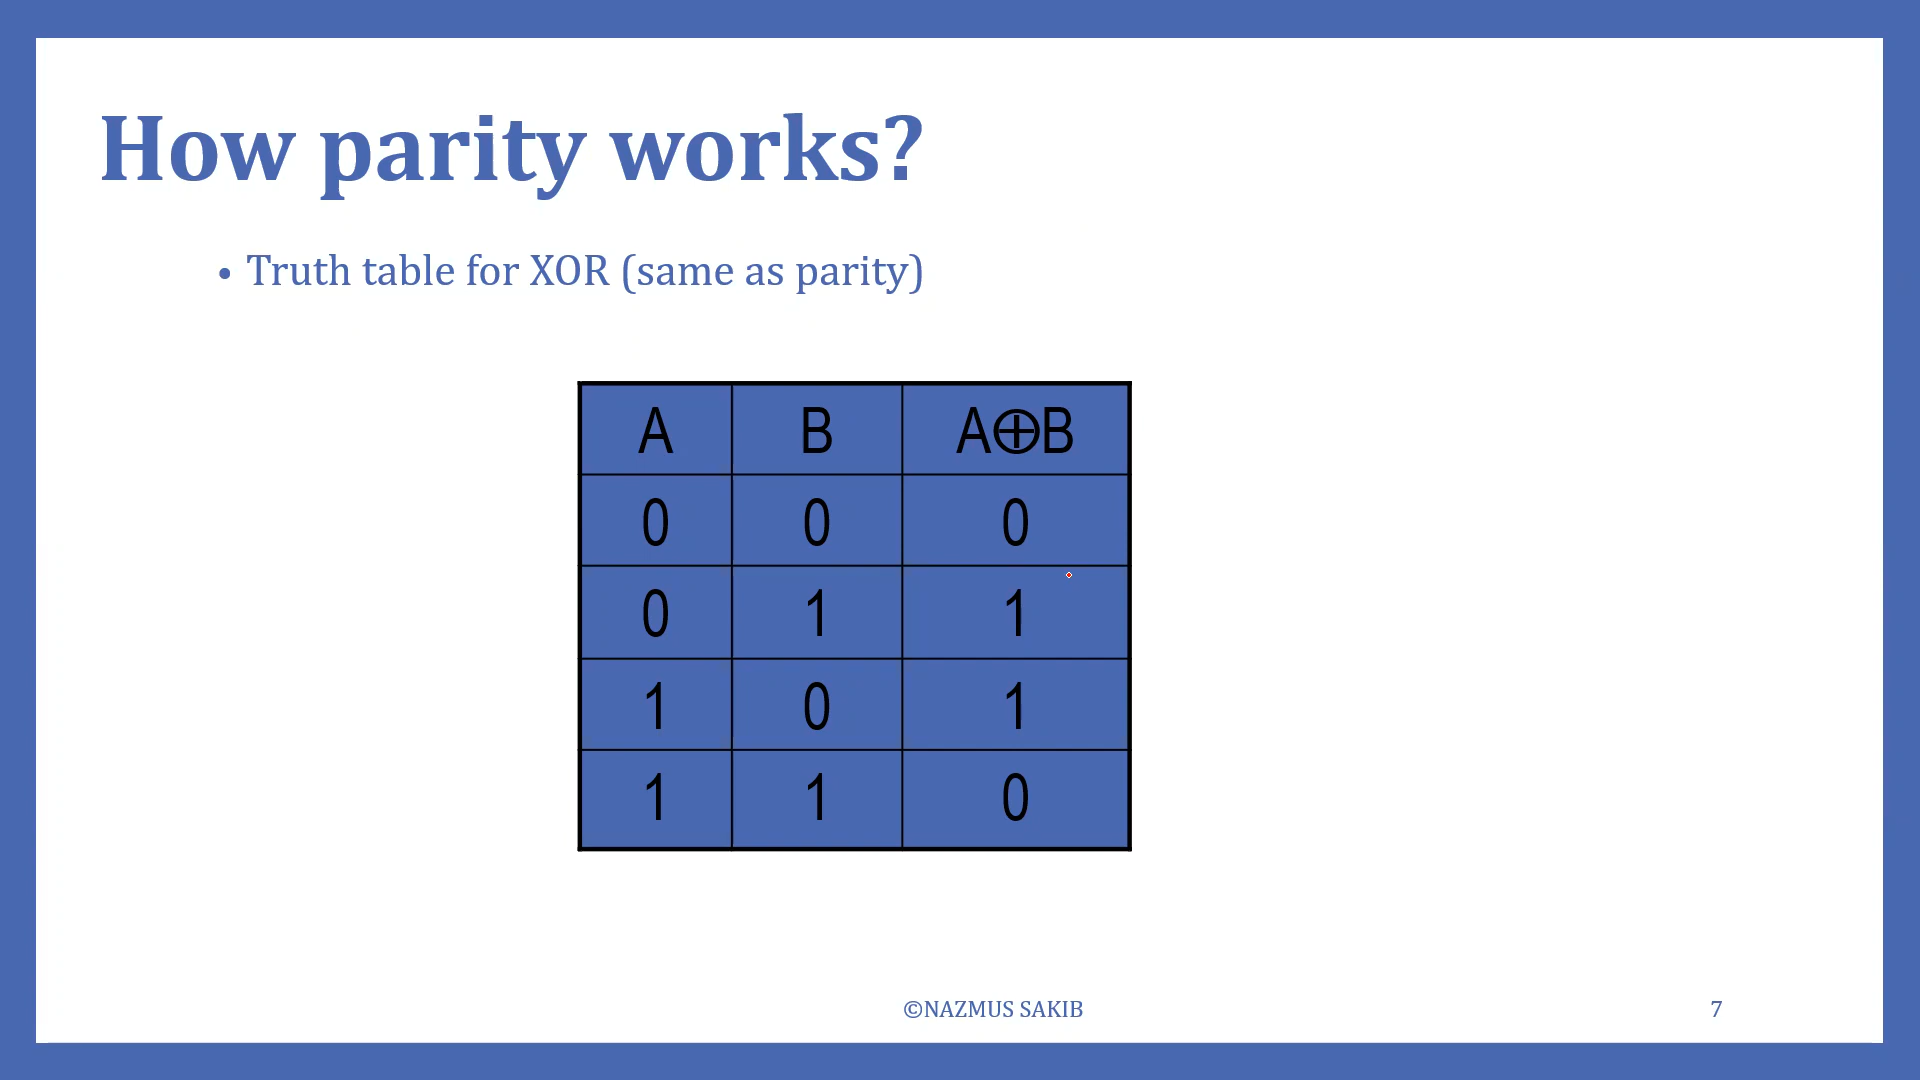 How parity works?
• Truth table for XOR (same as parity)
A B A⊕B
0 0 0
0 1 1
1 0 1
1 1 0
©NAZMUS SAKIB 7